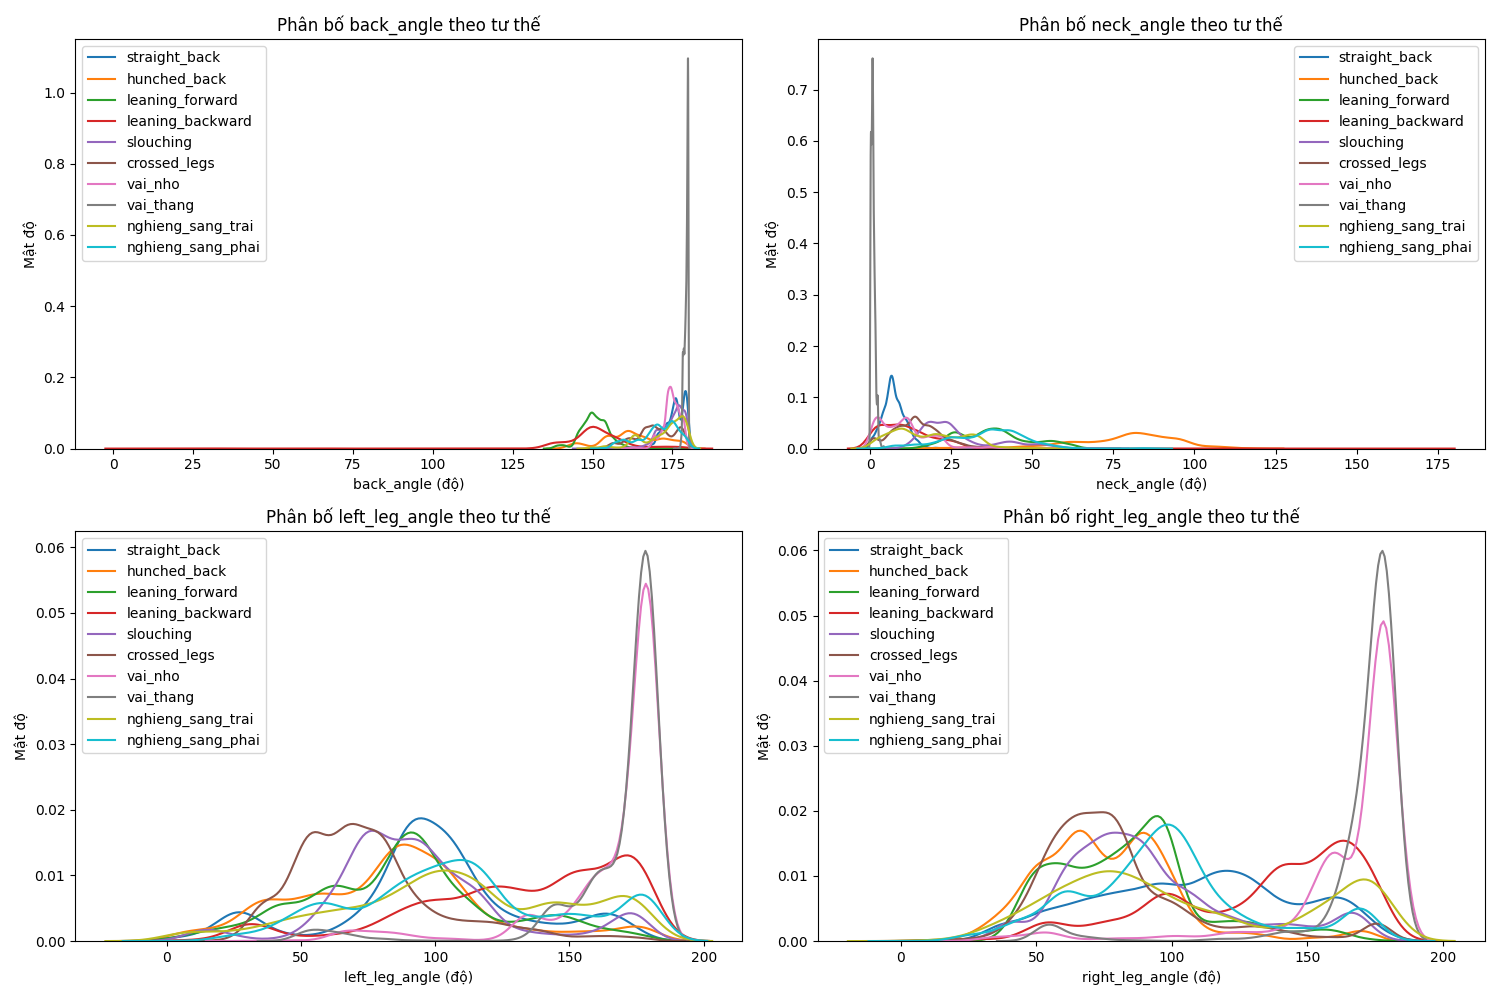 Phân bố back_angle theo tư thế
straight_back
hunched_back
leaning_forward
leaning_backward
slouching
crossed_legs
vai_nho
vai_thang
nghieng_sang_trai
nghieng_sang_phai
Mật độ
1.0
0.8
0.6
0.4
0.2
0.0
0 25 50 75 100 125 150 175
back_angle (độ)
Phân bố neck_angle theo tư thế
straight_back
hunched_back
leaning_forward
leaning_backward
slouching
crossed_legs
vai_nho
vai_thang
nghieng_sang_trai
nghieng_sang_phai
Mật độ
0.7
0.6
0.5
0.4
0.3
0.2
0.1
0.0
0 25 50 75 100 125 150 175
neck_angle (độ)
Phân bố left_leg_angle theo tư thế
straight_back
hunched_back
leaning_forward
leaning_backward
slouching
crossed_legs
vai_nho
vai_thang
nghieng_sang_trai
nghieng_sang_phai
Mật độ
0.06
0.05
0.04
0.03
0.02
0.01
0.00
0 50 100 150 200
left_leg_angle (độ)
Phân bố right_leg_angle theo tư thế
straight_back
hunched_back
leaning_forward
leaning_backward
slouching
crossed_legs
vai_nho
vai_thang
nghieng_sang_trai
nghieng_sang_phai
Mật độ
0.06
0.05
0.04
0.03
0.02
0.01
0.00
0 50 100 150 200
right_leg_angle (độ)